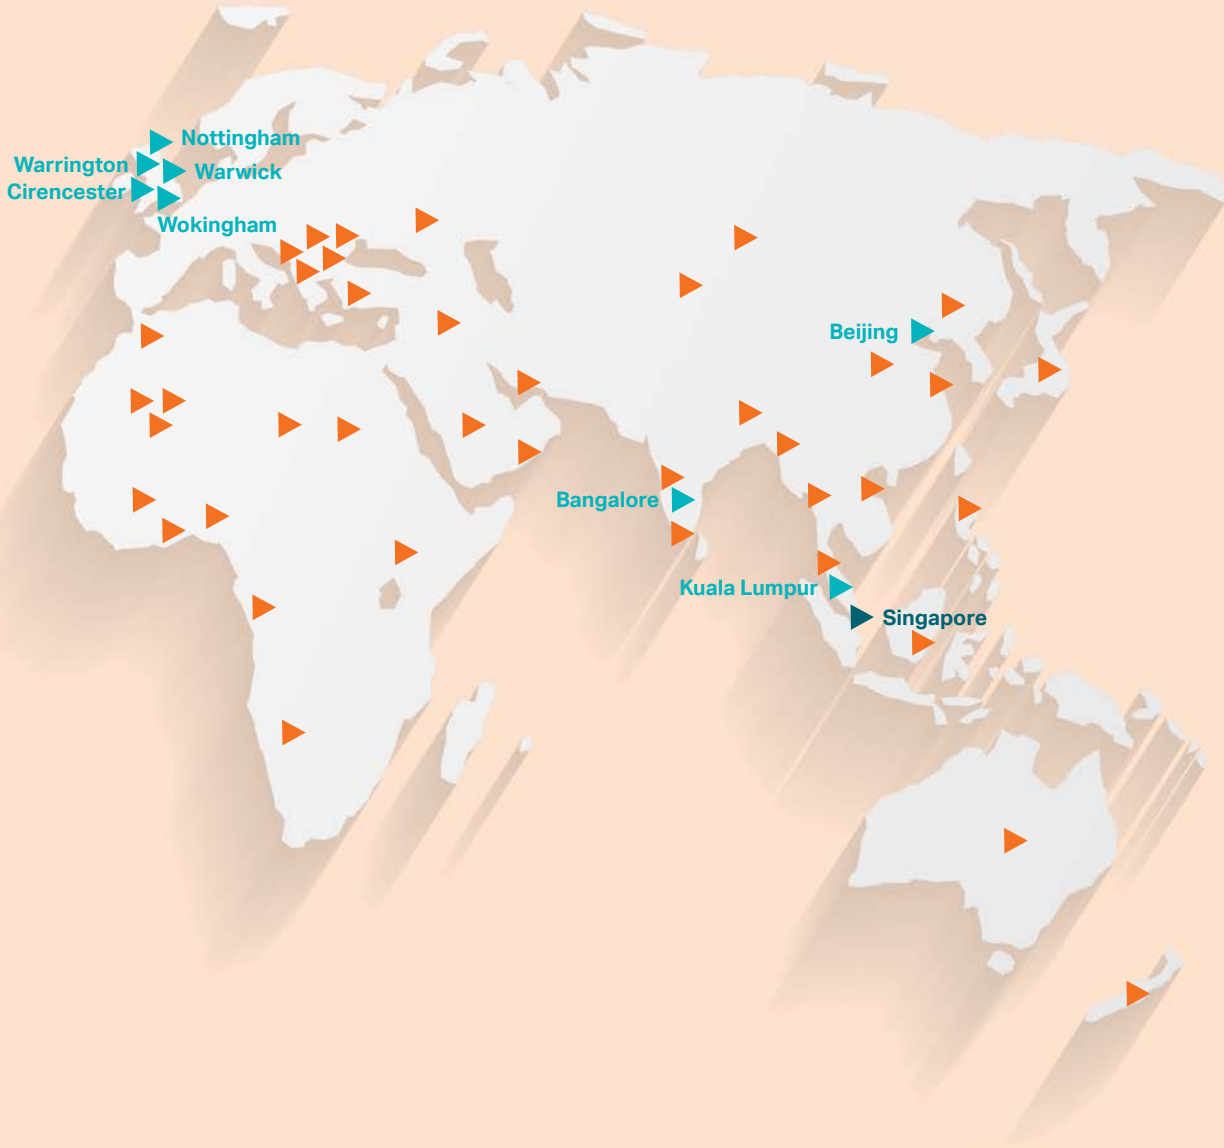 Nottingham
Warrington
Warwick
Cirencester
Wokingham
Beijing
Bangalore
Kuala Lumpur
Singapore